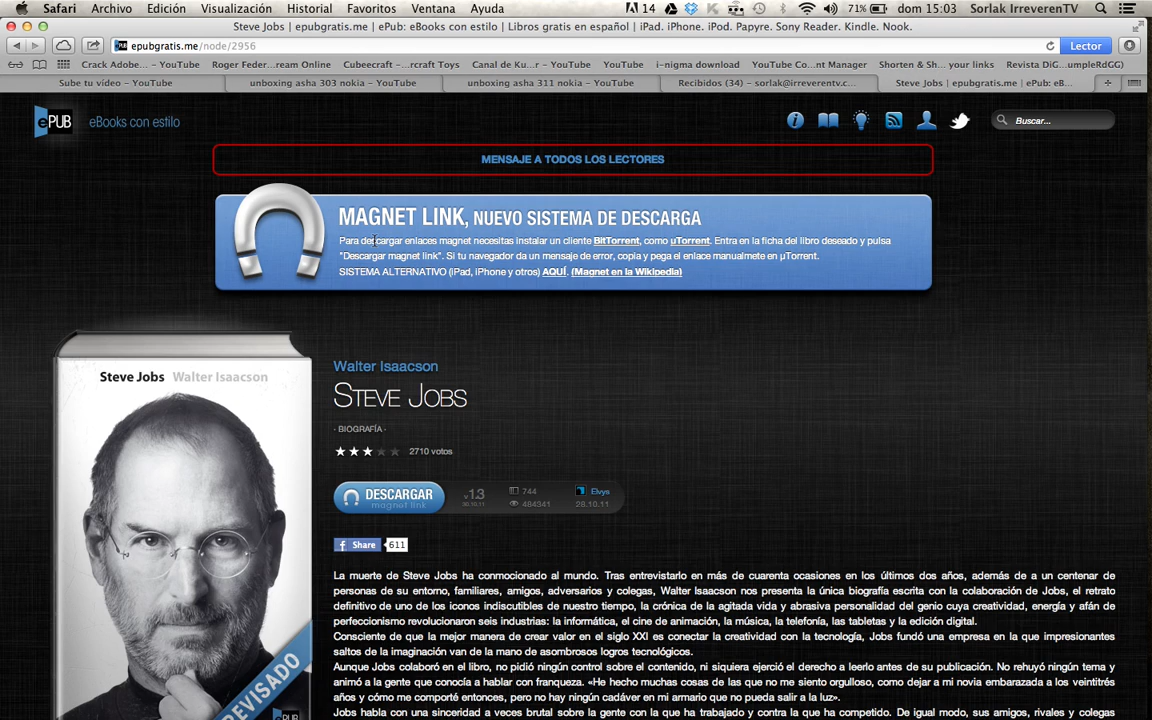 Safari Archivo Edición Visualización Historial Favoritos Ventana Ayuda 14 71% dom 15:03 Sorlak IrreverenTV
Steve Jobs | epubgratis.me | ePub: eBooks con estilo | Libros gratis en español | iPad. iPhone. iPod. Papyre. Sony Reader. Kindle. Nook.
epubgratis.me/node/2956 Lector
Crack Adobe... – YouTube Roger Feder...ream Online Cubeecraft –...rcraft Toys Canal de Ku...r - YouTube YouTube i-nigma download YouTube Co...nt Manager Shorten & Sh... your links Revista DiG...umpleRdGG)
Sube tu vídeo – YouTube unboxing asha 303 nokia – YouTube unboxing asha 311 nokia – YouTube Recibidos (34) – sorlak@irreverentv.c... Steve Jobs | epubgratis.me | ePub: eB...
ePUB eBooks con estilo Buscar...
MENSAJE A TODOS LOS LECTORES
MAGNET LINK, NUEVO SISTEMA DE DESCARGA
Para descargar enlaces magnet necesitas instalar un cliente BitTorrent, como uTorrent. Entra en la ficha del libro deseado y pulsa
"Descargar magnet link". Si tu navegador da un mensaje de error, copia y pega el enlace manualmete en µTorrent.
SISTEMA ALTERNATIVO (iPad, iPhone y otros) AQUÍ. (Magnet en la Wikipedia)
Steve Jobs Walter Isaacson
REVISADO
ePUB
Walter Isaacson
STEVE JOBS
- BIOGRAFÍA -
2710 votos
DESCARGAR
magnet link
v1.3
744
Elvys
484341
28.10.11
Share 611
La muerte de Steve Jobs ha conmocionado al mundo. Tras entrevistarlo en más de cuarenta ocasiones en los últimos dos años, además de a un centenar de
personas de su entorno, familiares, amigos, adversarios y colegas, Walter Isaacson nos presenta la única biografía escrita con la colaboración de Jobs, el retrato
definitivo de uno de los iconos indiscutibles de nuestro tiempo, la crónica de la agitada vida y abrasiva personalidad del genio cuya creatividad, energía y afán de
perfeccionismo revolucionaron seis industrias: la informática, el cine de animación, la música, la telefonía, las tabletas y la edición digital.
Consciente de que la mejor manera de crear valor en el siglo XXI es conectar la creatividad con la tecnología, Jobs fundó una empresa en la que impresionantes
saltos de la imaginación van de la mano de asombrosos logros tecnológicos.
Aunque Jobs colaboró en el libro, no pidió ningún control sobre el contenido, ni siquiera ejerció el derecho a leerlo antes de su publicación. No rehuyó ningún tema y
animó a la gente que conocía a hablar con franqueza. «He hecho muchas cosas de las que no me siento orgulloso, como dejar a mi novia embarazada a los veintitrés
años y cómo me comporté entonces, pero no hay ningún cadáver en mi armario que no pueda salir a la luz».
Jobs habla con una sinceridad a veces brutal sobre la gente con la que ha trabajado y contra la que ha competido. De igual modo, sus amigos, rivales y colegas